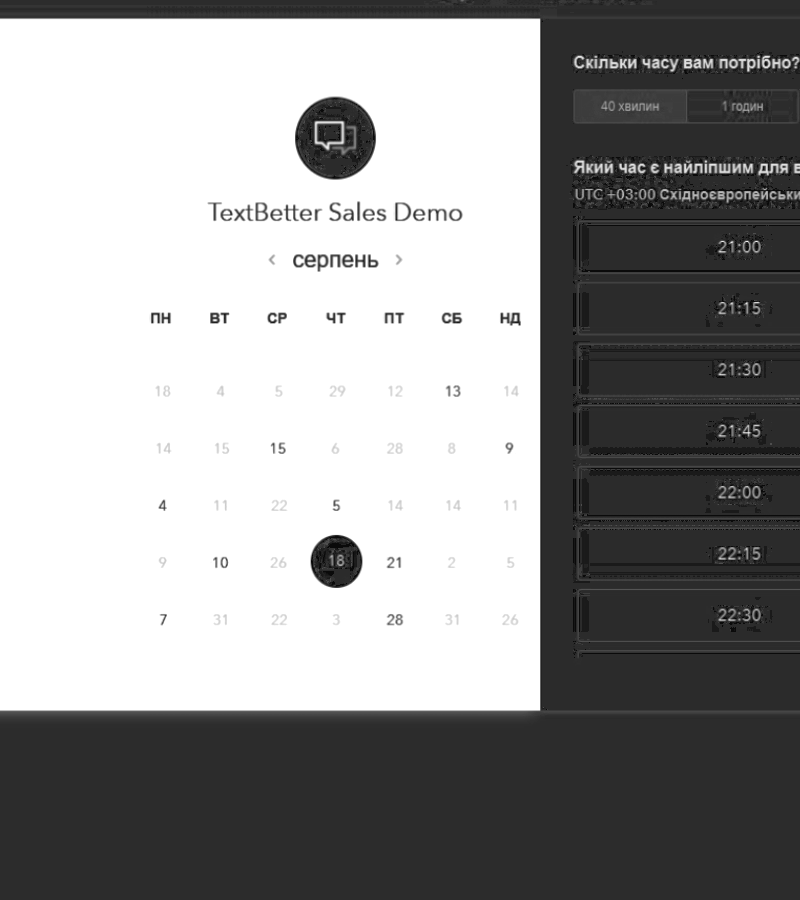 TextBetter Sales Demo
‹ серпень ›
ПН ВТ СР ЧТ ПТ СБ НД
18 4 5 29 12 13 14
14 15 15 6 28 8 9
4 11 22 5 14 14 11
9 10 26 18 21 2 5
7 31 22 3 28 31 26
Скільки часу вам потрібно?
40 хвилин 1 годин
Який час є найліпшим для в
UTC +03:00 Східноєвропейськи
21:00
21:15
21:30
21:45
22:00
22:15
22:30